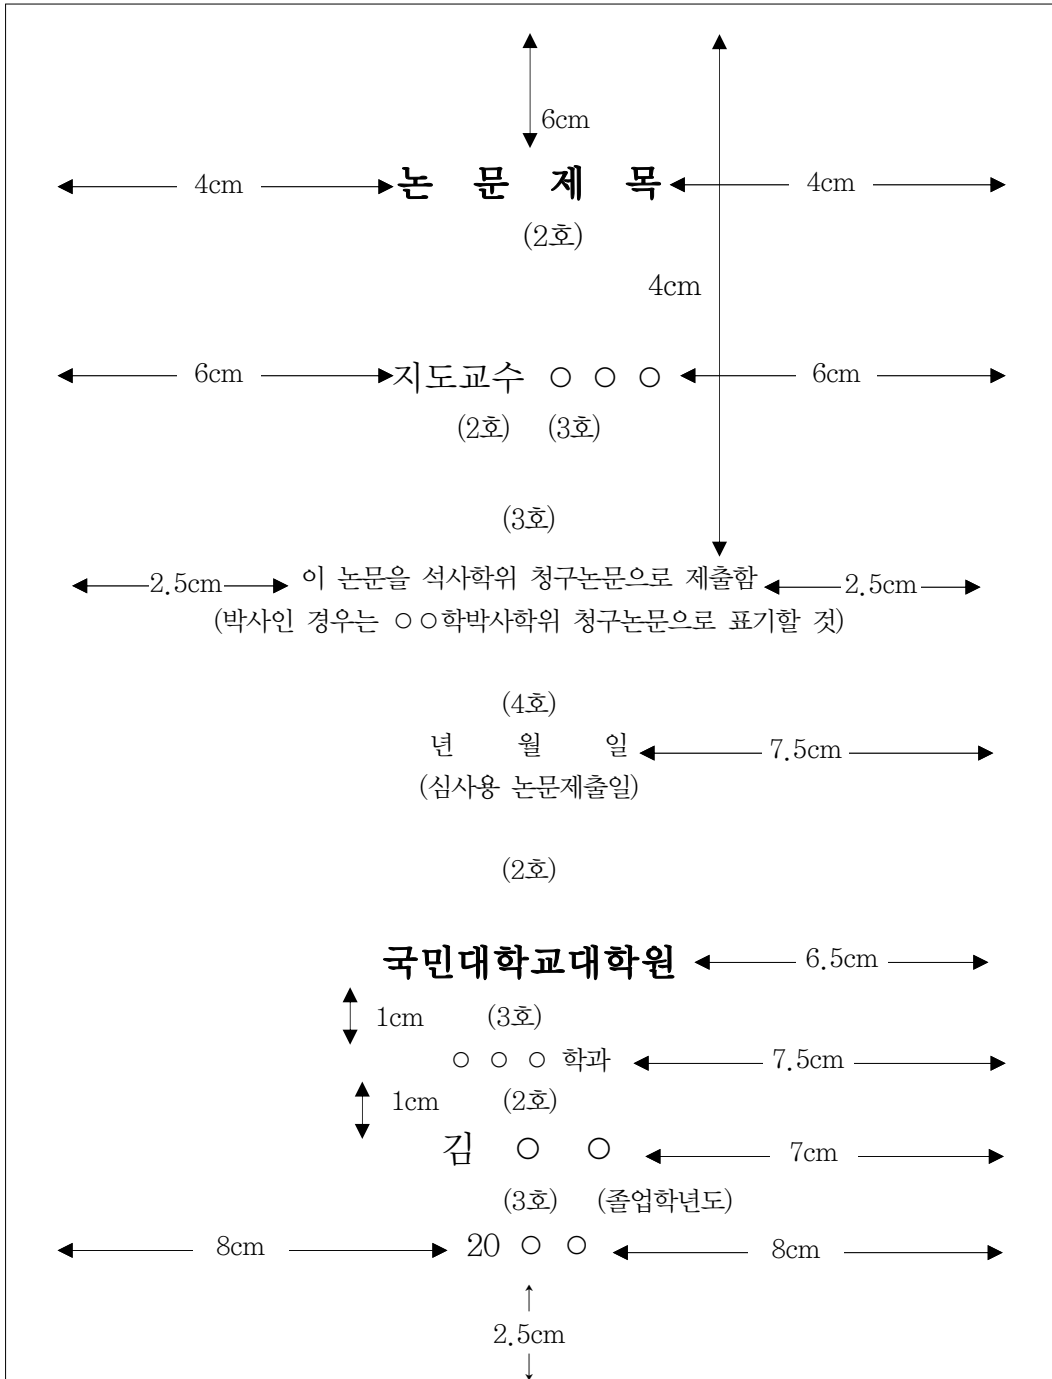 6cm
4cm 논 문 제 목 4cm
(2호)
4cm
6cm 지도교수 ○ ○ ○ 6cm
(2호) (3호)
(3호)
2.5cm 이 논문을 석사학위 청구논문으로 제출함 2.5cm
(박사인 경우는 ○○학박사학위 청구논문으로 표기할 것)
(4호)
년 월 일 7.5cm
(심사용 논문제출일)
(2호)
국민대학교대학원 6.5cm
1cm (3호)
○ ○ ○ 학과 7.5cm
1cm (2호)
김 ○ ○ 7cm
(3호) (졸업학년도)
8cm 20 ○ ○ 8cm
2.5cm